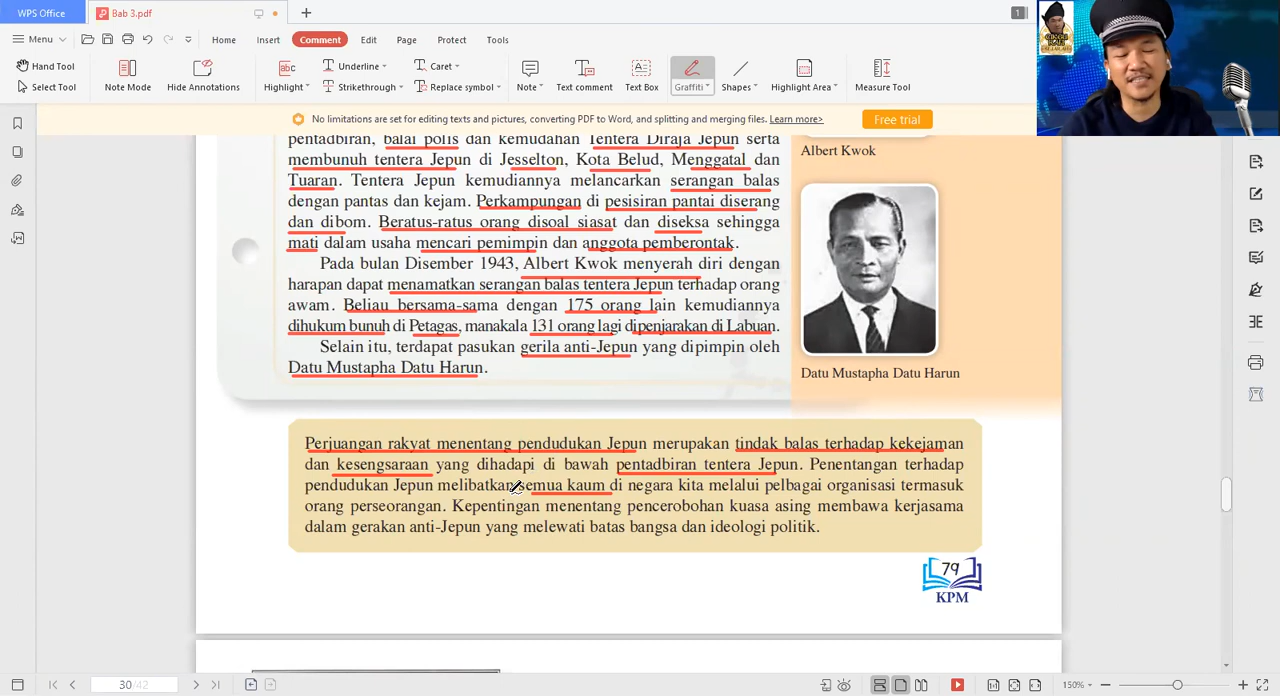 WPS Office
Bab 3.pdf
1
Menu
Home
Insert
Comment
Edit
Page
Protect
Tools
Hand Tool
Select Tool
Note Mode
Hide Annotations
abc
Highlight
Underline
Strikethrough
Caret
Replace symbol
Note
Text comment
Text Box
Graffiti
Shapes
Highlight Area
Measure Tool
No limitations are set for editing texts and pictures, converting PDF to Word, and splitting and merging files. Learn more>
Free trial
pentadbiran, balai polis dan kemudahan Tentera Diraja Jepun serta
membunuh tentera Jepun di Jesselton, Kota Belud, Menggatal dan
Tuaran. Tentera Jepun kemudiannya melancarkan serangan balas
dengan pantas dan kejam. Perkampungan di pesisiran pantai diserang
dan dibom. Beratus-ratus orang disoal siasat dan diseksa sehingga
mati dalam usaha mencari pemimpin dan anggota pemberontak.
Pada bulan Disember 1943, Albert Kwok menyerah diri dengan
harapan dapat menamatkan serangan balas tentera Jepun terhadap orang
awam. Beliau bersama-sama dengan 175 orang lain kemudiannya
dihukum bunuh di Petagas, manakala 131 orang lagi dipenjarakan di Labuan.
Selain itu, terdapat pasukan gerila anti-Jepun yang dipimpin oleh
Datu Mustapha Datu Harun.
Albert Kwok
Datu Mustapha Datu Harun
Perjuangan rakyat menentang pendudukan Jepun merupakan tindak balas terhadap kekejaman
dan kesengsaraan yang dihadapi di bawah pentadbiran tentera Jepun. Penentangan terhadap
pendudukan Jepun melibatkan semua kaum di negara kita melalui pelbagai organisasi termasuk
orang perseorangan. Kepentingan menentang pencerobohan kuasa asing membawa kerjasama
dalam gerakan anti-Jepun yang melewati batas bangsa dan ideologi politik.
79
KPM
30/42
150%